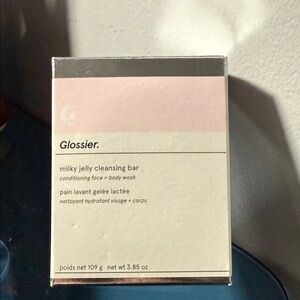 Glossier.
milky jelly cleansing bar
conditioning face + body wash
pain lavant gelée lactée
nettoyant hydratant visage + corps
poids net 109 g net wt 3.85 oz